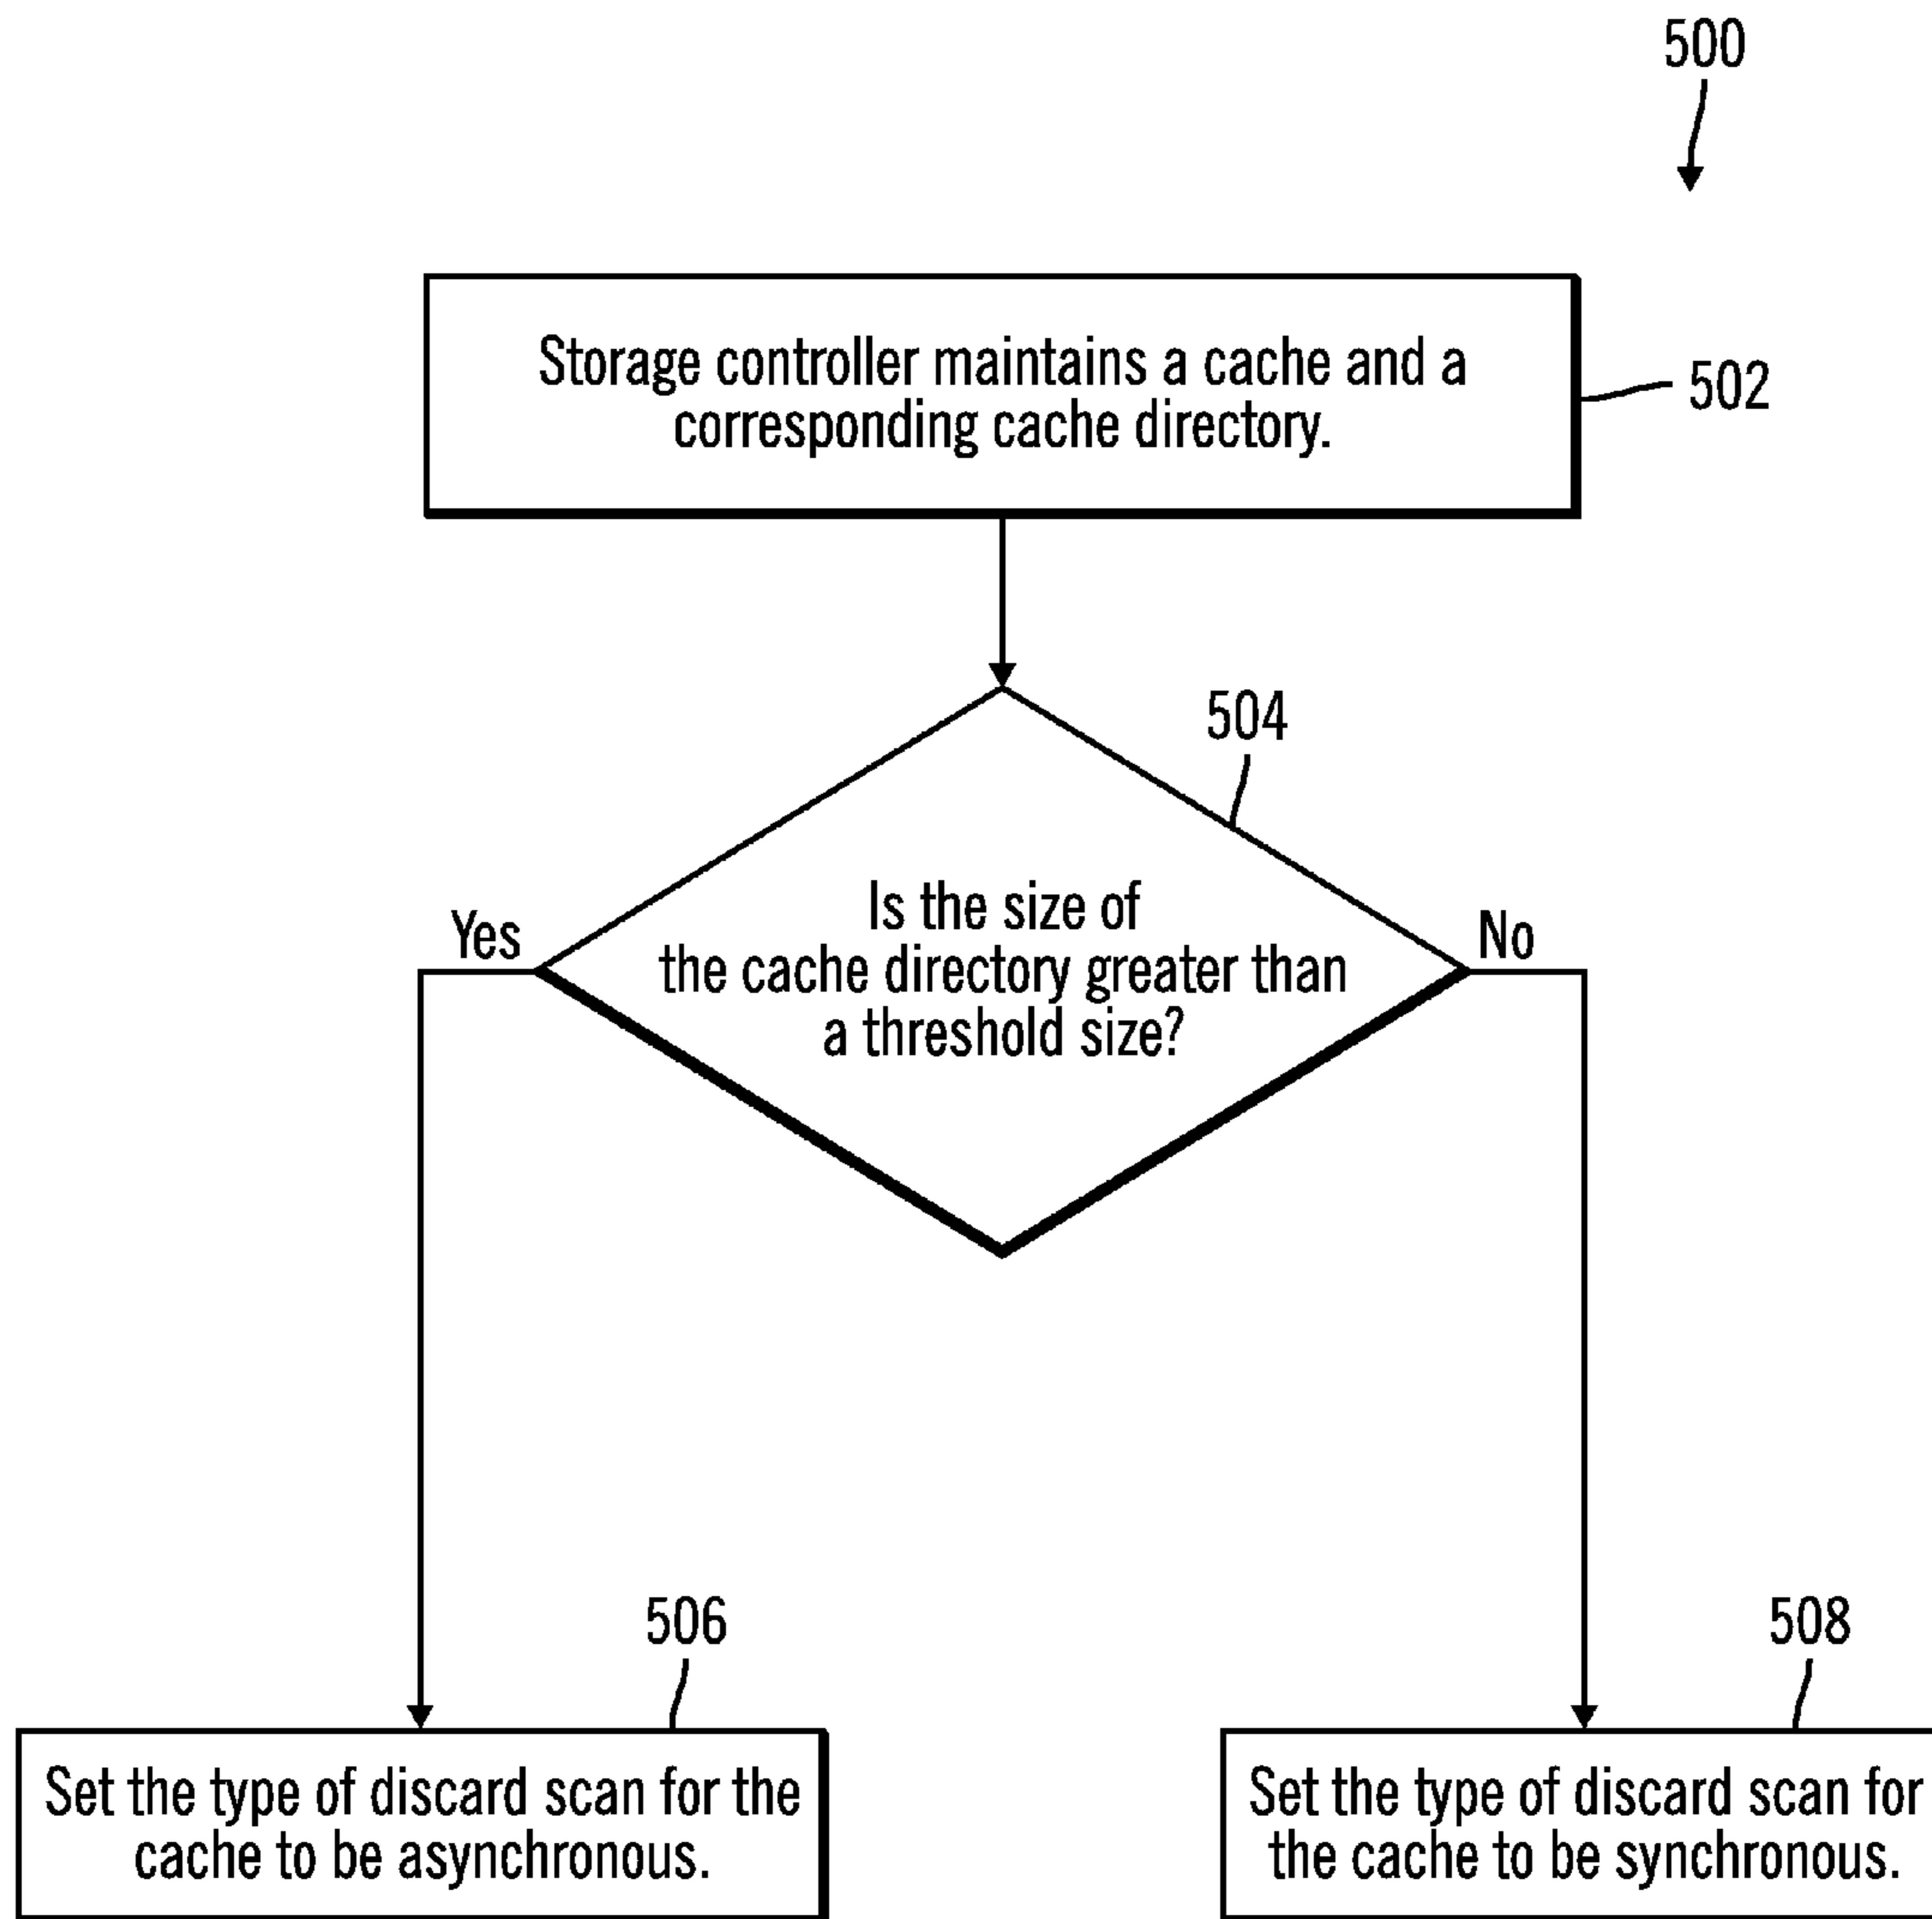 500
Storage controller maintains a cache and a
corresponding cache directory.
502
504
Is the size of
the cache directory greater than
a threshold size?
Yes
No
506
508
Set the type of discard scan for the
cache to be asynchronous.
Set the type of discard scan for
the cache to be synchronous.